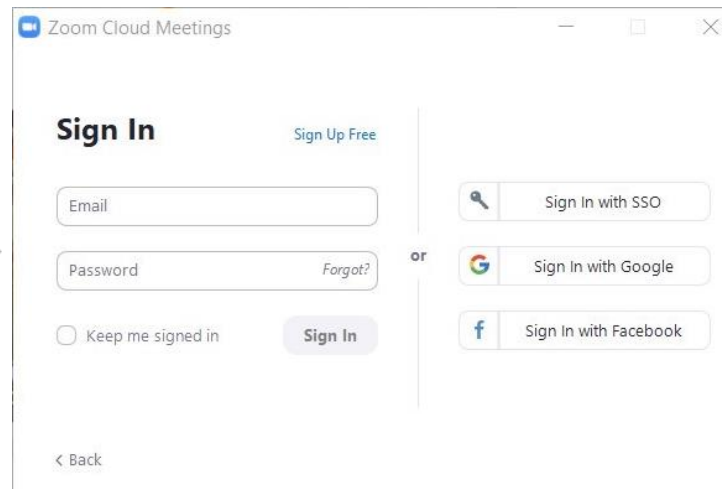 Zoom Cloud Meetings
Sign In
Sign Up Free
Email
Password
Forgot?
Keep me signed in
Sign In
or
Sign In with SSO
Sign In with Google
Sign In with Facebook
< Back